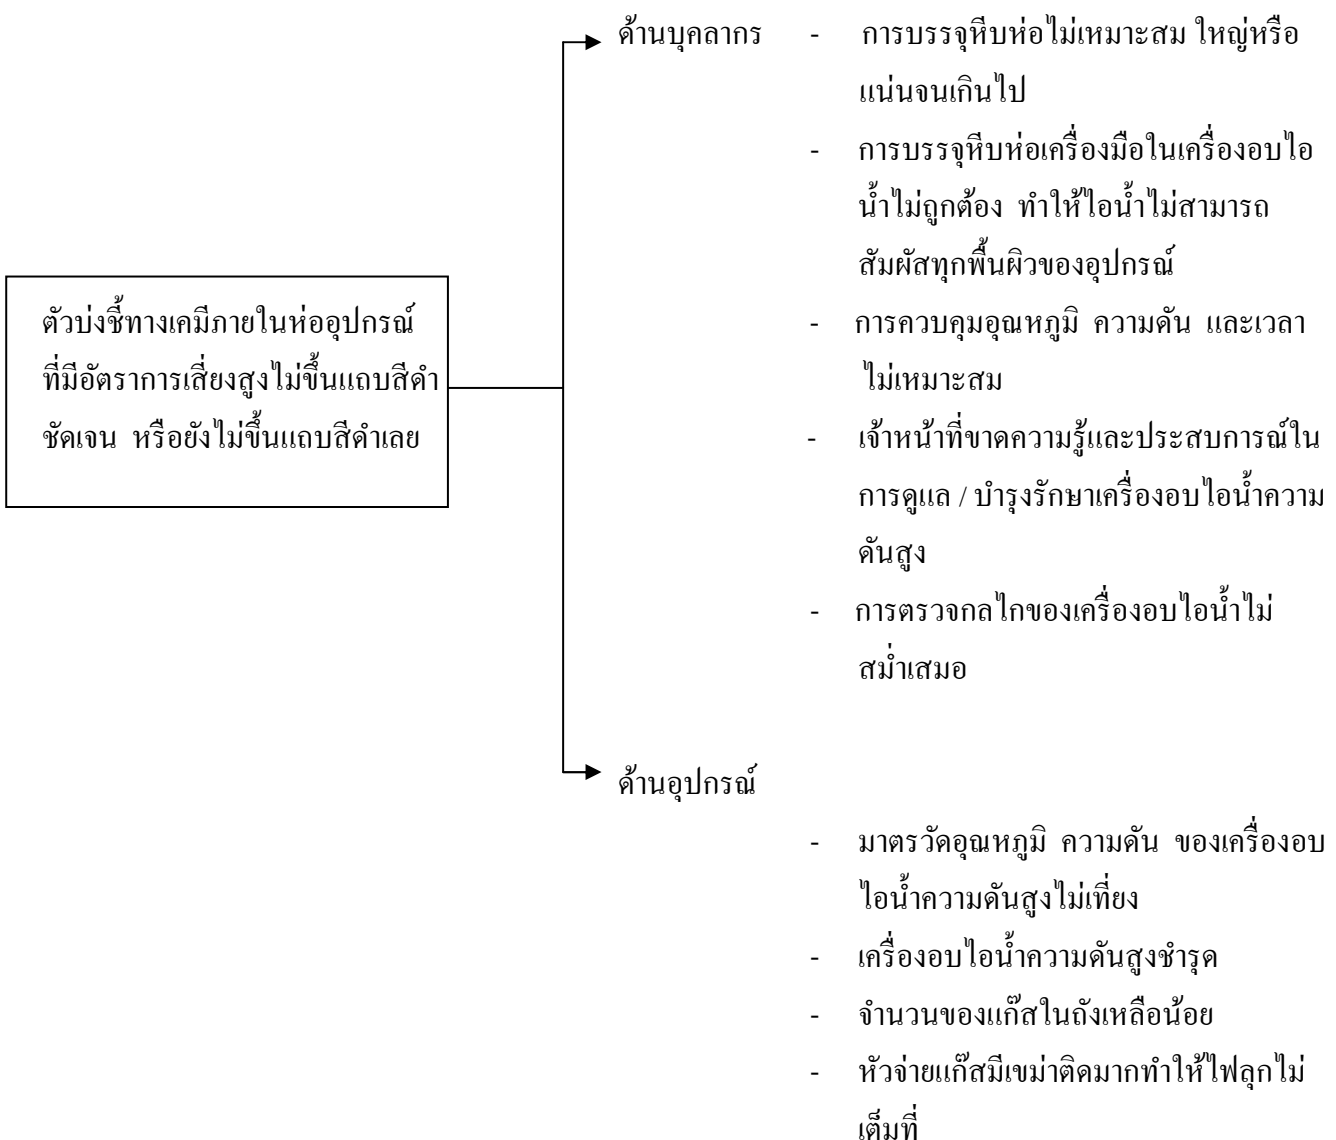 ด้านบุคลากร - การบรรจุหีบห่อไม่เหมาะสม ใหญ่หรือ
แน่นจนเกินไป
- การบรรจุหีบห่อเครื่องมือในเครื่องอบไอ
น้ำไม่ถูกต้อง ทำให้ไอน้ำไม่สามารถ
สัมผัสทุกพื้นผิวของอุปกรณ์
- การควบคุมอุณหภูมิ ความดัน และเวลา
ไม่เหมาะสม
- เจ้าหน้าที่ขาดความรู้และประสบการณ์ใน
การดูแล / บำรุงรักษาเครื่องอบไอน้ำความ
ดันสูง
- การตรวจกลไกของเครื่องอบไอน้ำไม่
สม่ำเสมอ
ตัวบ่งชี้ทางเคมีภายในห่ออุปกรณ์
ที่มีอัตราการเสี่ยงสูงไม่ขึ้นแถบสีดำ
ชัดเจน หรือยังไม่ขึ้นแถบสีดำเลย
ด้านอุปกรณ์
- มาตรวัดอุณหภูมิ ความดัน ของเครื่องอบ
ไอน้ำความดันสูงไม่เที่ยง
- เครื่องอบไอน้ำความดันสูงชำรุด
- จำนวนของแก๊สในถังเหลือน้อย
- หัวจ่ายแก๊สมีเขม่าติดมากทำให้ไฟลุกไม่
เต็มที่